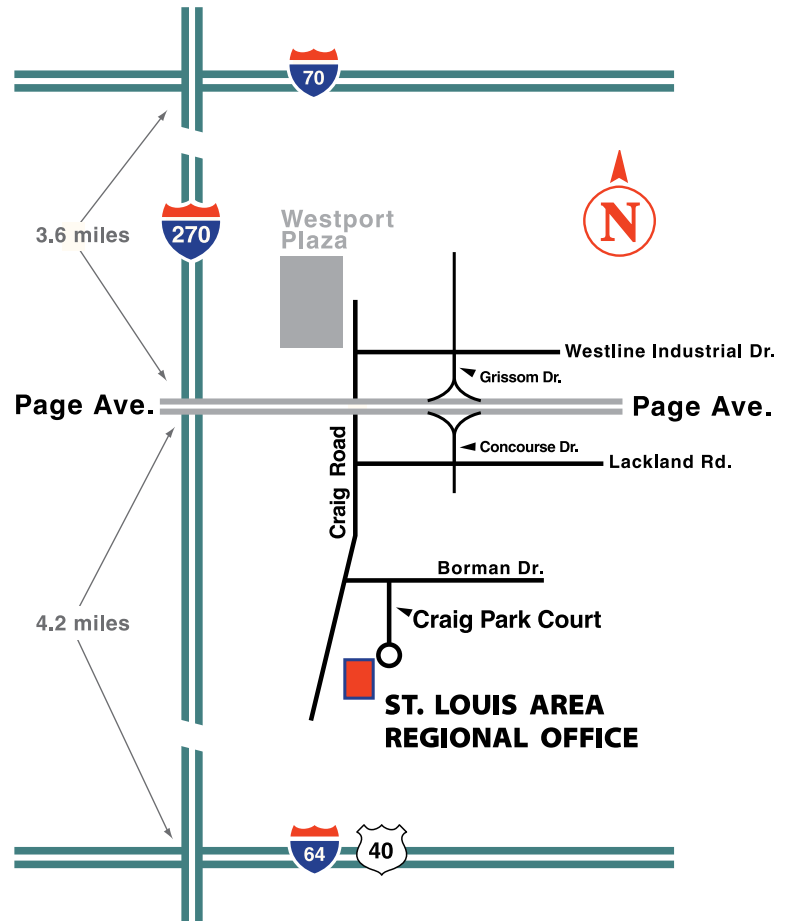 70
Westport
Plaza
3.6 miles
270
N
Westline Industrial Dr.
Grissom Dr.
Page Ave.
Page Ave.
Craig Road
Concourse Dr.
Lackland Rd.
Borman Dr.
4.2 miles
Craig Park Court
ST. LOUIS AREA
REGIONAL OFFICE
64
40